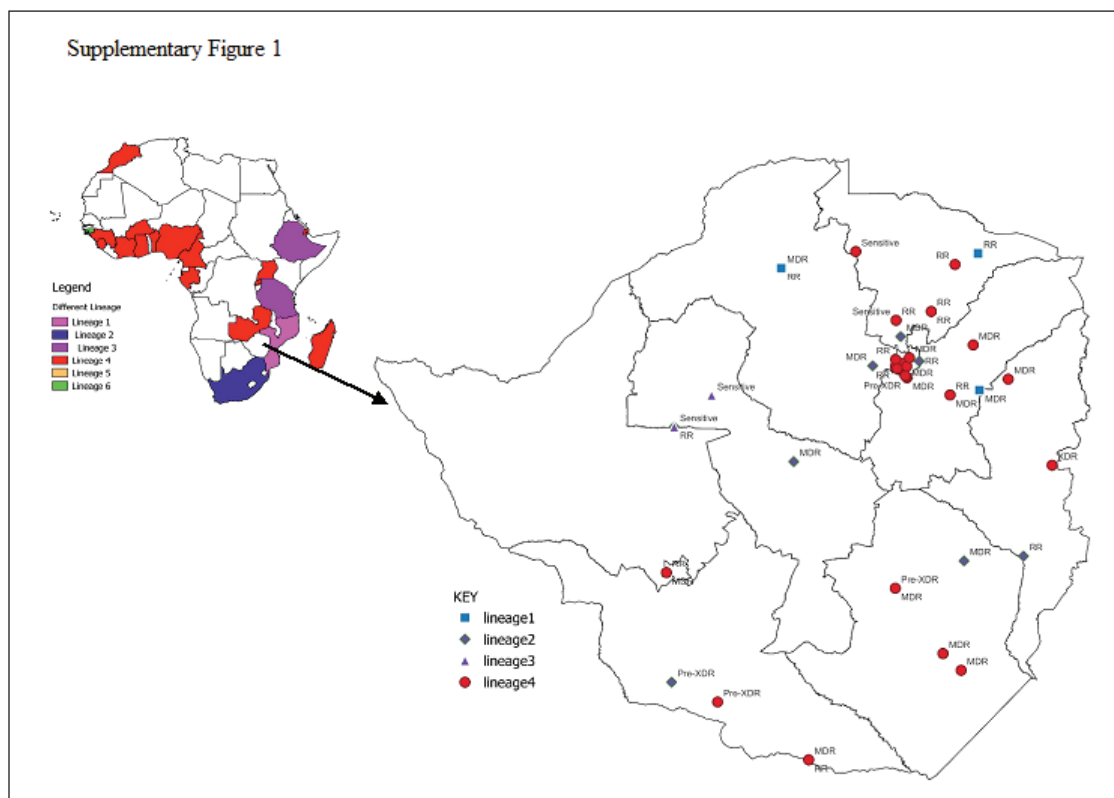 Supplementary Figure 1
Legend
Different Lineage
Lineage 1
Lineage 2
Lineage 3
Lineage 4
Lineage 5
Lineage 6
Sensitive
RR
RR
MDR
RR
RR
Sensitive
RR
RR
MDR
MDR
RR
MDR
RR
MDR
RR
MDR
Pre-XDR
MDR
RR
MDR
MDR
MDR
Sensitive
Sensitive
RR
MDR
XDR
MDR
RR
RR
MDR
Pre-XDR
MDR
KEY
lineage1
lineage2
lineage3
lineage4
MDR
MDR
Pre-XDR
Pre-XDR
MDR
RR